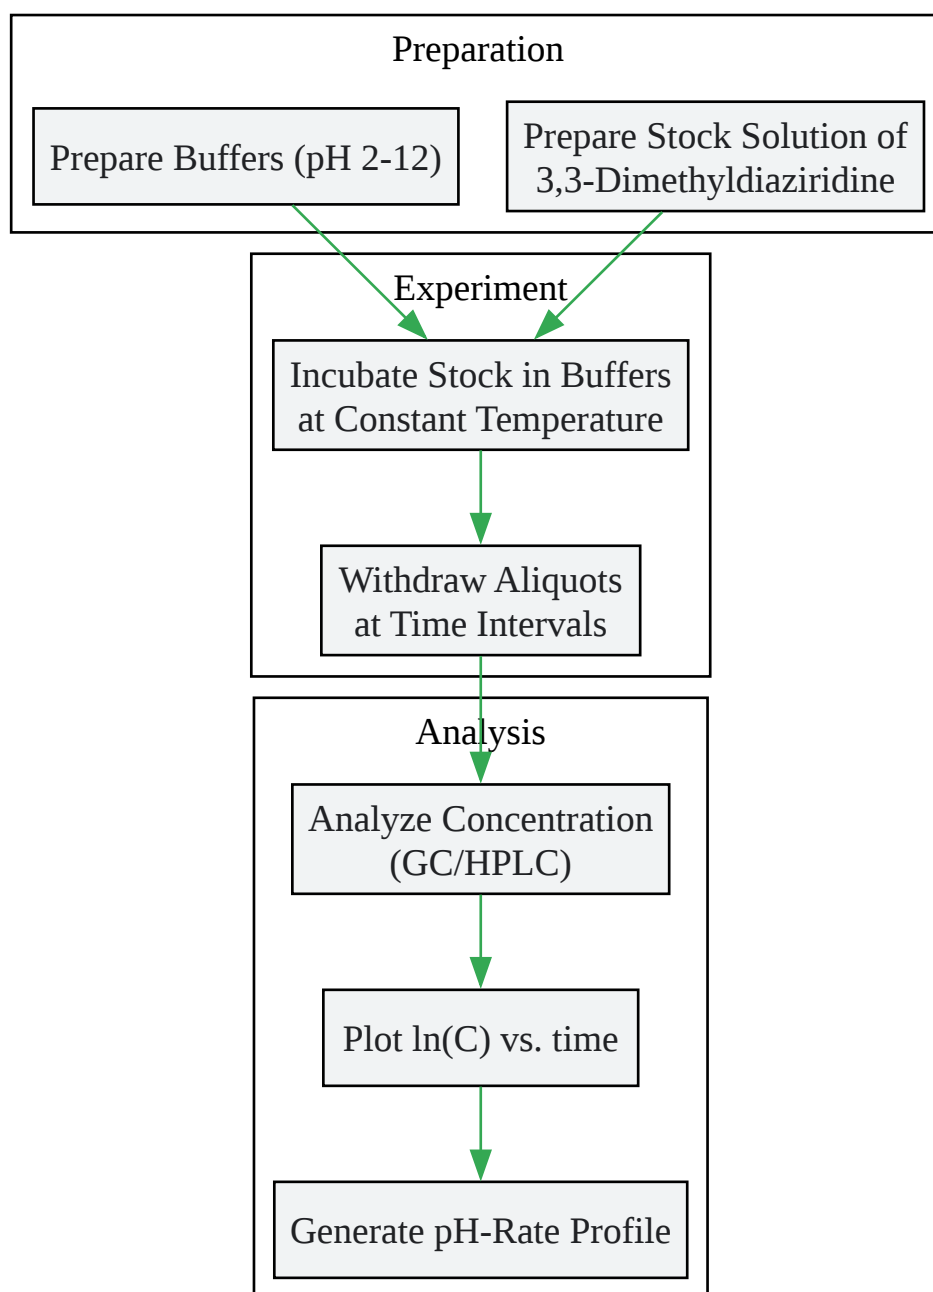 Preparation
Prepare Buffers (pH 2-12)
Prepare Stock Solution of
3,3-Dimethyldiaziridine
Experiment
Incubate Stock in Buffers
at Constant Temperature
Withdraw Aliquots
at Time Intervals
Analysis
Analyze Concentration
(GC/HPLC)
Plot ln(C) vs. time
Generate pH-Rate Profile